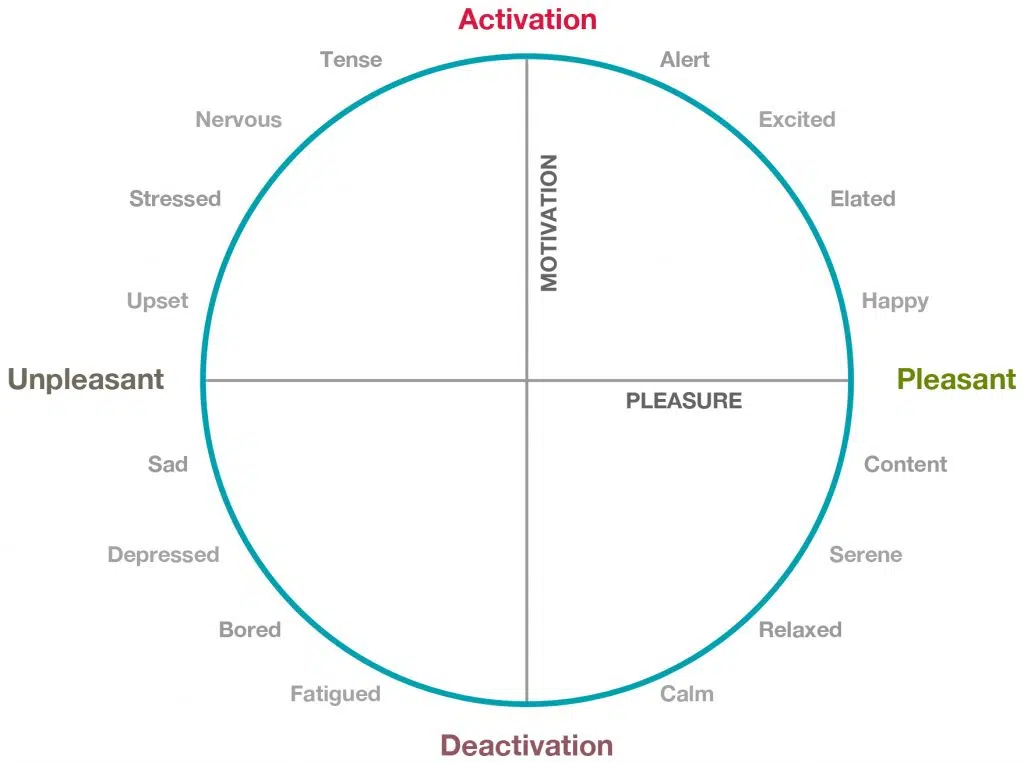 Activation
Tense
Alert
Nervous
Excited
MOTIVATION
Stressed
Elated
Upset
Happy
Unpleasant
Pleasant
PLEASURE
Sad
Content
Depressed
Serene
Bored
Relaxed
Fatigued
Calm
Deactivation